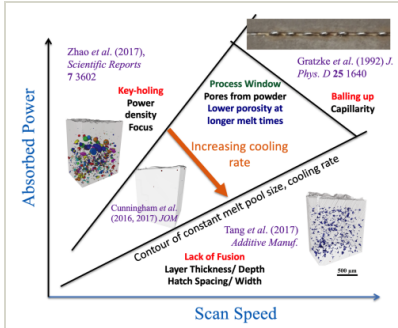 Zhao et al. (2017),
Scientific Reports
7 3602
Gratzke et al. (1992) J.
Phys. D 25 1640
Key-holing
Power
density
Focus
Process Window
Pores from powder
Lower porosity at
longer melt times
Balling up
Capillarity
Increasing cooling
rate
Cunningham et al.
(2016, 2017) JOM
Contour of constant melt pool size, cooling rate
Tang et al. (2017)
Additive Manuf.
Lack of Fusion
Layer Thickness/ Depth
Hatch Spacing/ Width
500 μm
Absorbed Power
Scan Speed